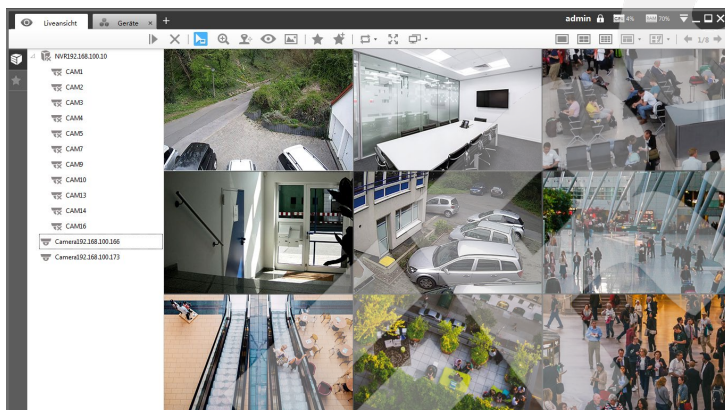 Liveansicht Geräte × + admin 4% 70%
1/8
NVR192.168.100.10
CAM1
CAM2
CAM3
CAM4
CAM5
CAM7
CAM9
CAM10
CAM13
CAM14
CAM16
Camera192.168.100.166
Camera192.168.100.173